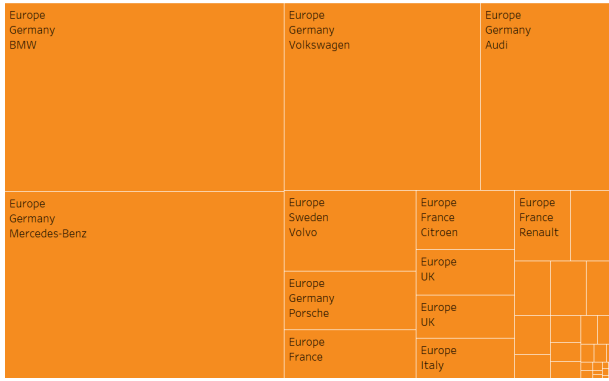 Europe
Germany
BMW
Europe
Germany
Volkswagen
Europe
Germany
Audi
Europe
Germany
Mercedes-Benz
Europe
Sweden
Volvo
Europe
France
Citroen
Europe
France
Renault
Europe
UK
Europe
Germany
Porsche
Europe
UK
Europe
France
Europe
Italy